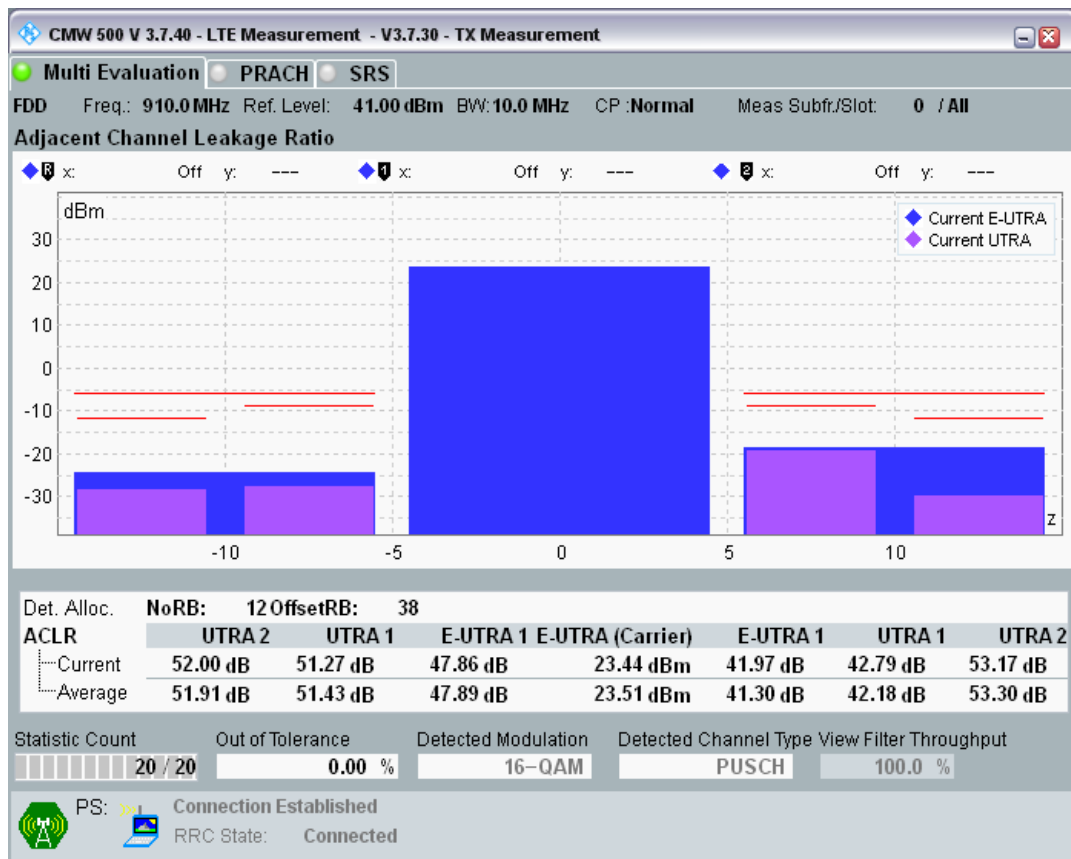 CMW 500 V 3.7.40 - LTE Measurement - V3.7.30 - TX Measurement
Multi Evaluation PRACH SRS
FDD Freq.: 910.0 MHz Ref. Level: 41.00 dBm BW: 10.0 MHz CP :Normal Meas Subfr./Slot: 0 / All
Adjacent Channel Leakage Ratio
R x: Off y: --- 1 x: Off y: --- 2 x: Off y: ---
dBm
Current E-UTRA
Current UTRA
30
20
10
0
-10
-20
-30
z
-10 -5 0 5 10
Det. Alloc. NoRB: 12 OffsetRB: 38
ACLR UTRA 2 UTRA 1 E-UTRA 1 E-UTRA (Carrier) E-UTRA 1 UTRA 1 UTRA 2
Current 52.00 dB 51.27 dB 47.86 dB 23.44 dBm 41.97 dB 42.79 dB 53.17 dB
Average 51.91 dB 51.43 dB 47.89 dB 23.51 dBm 41.30 dB 42.18 dB 53.30 dB
Statistic Count Out of Tolerance Detected Modulation Detected Channel Type View Filter Throughput
20 / 20 0.00 % 16-QAM PUSCH 100.0 %
PS: Connection Established
RRC State: Connected